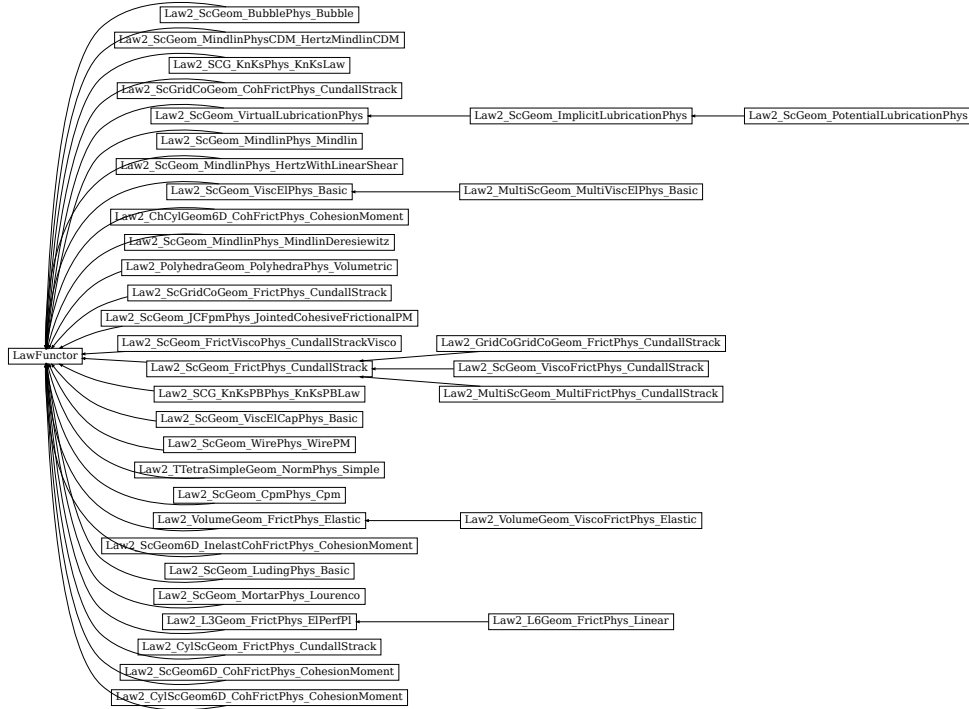 Law2_ScGeom_BubblePhys_Bubble
Law2_ScGeom_MindlinPhysCDM_HertzMindlinCDM
Law2_SCG_KnKsPhys_KnKsLaw
Law2_ScGridCoGeom_CohFrictPhys_CundallStrack
Law2_ScGeom_VirtualLubricationPhys
Law2_ScGeom_ImplicitLubricationPhys
Law2_ScGeom_PotentialLubricationPhys
Law2_ScGeom_MindlinPhys_Mindlin
Law2_ScGeom_MindlinPhys_HertzWithLinearShear
Law2_ScGeom_ViscElPhys_Basic
Law2_MultiScGeom_MultiViscElPhys_Basic
Law2_ChCylGeom6D_CohFrictPhys_CohesionMoment
Law2_ScGeom_MindlinPhys_MindlinDeresiewitz
Law2_PolyhedraGeom_PolyhedraPhys_Volumetric
Law2_ScGridCoGeom_FrictPhys_CundallStrack
Law2_ScGeom_JCFpmPhys_JointedCohesiveFrictionalPM
Law2_ScGeom_FrictViscoPhys_CundallStrackVisco
Law2_GridCoGridCoGeom_FrictPhys_CundallStrack
LawFunctor
Law2_ScGeom_FrictPhys_CundallStrack
Law2_ScGeom_ViscoFrictPhys_CundallStrack
Law2_SCG_KnKsPBPhys_KnKsPBLaw
Law2_MultiScGeom_MultiFrictPhys_CundallStrack
Law2_ScGeom_ViscElCapPhys_Basic
Law2_ScGeom_WirePhys_WirePM
Law2_TTetraSimpleGeom_NormPhys_Simple
Law2_ScGeom_CpmPhys_Cpm
Law2_VolumeGeom_FrictPhys_Elastic
Law2_VolumeGeom_ViscoFrictPhys_Elastic
Law2_ScGeom6D_InelastCohFrictPhys_CohesionMoment
Law2_ScGeom_LudingPhys_Basic
Law2_ScGeom_MortarPhys_Lourenco
Law2_L3Geom_FrictPhys_ElPerfPl
Law2_L6Geom_FrictPhys_Linear
Law2_CylScGeom_FrictPhys_CundallStrack
Law2_ScGeom6D_CohFrictPhys_CohesionMoment
Law2_CylScGeom6D_CohFrictPhys_CohesionMoment